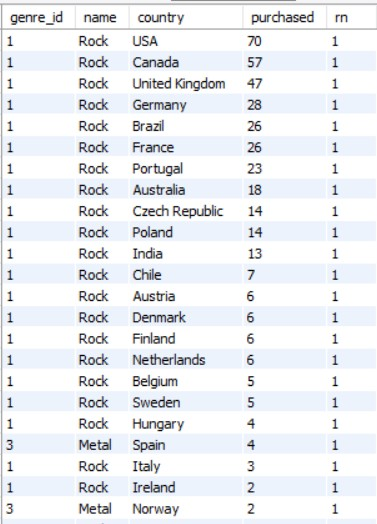 genre_id name country purchased rn
1 Rock USA 70 1
1 Rock Canada 57 1
1 Rock United Kingdom 47 1
1 Rock Germany 28 1
1 Rock Brazil 26 1
1 Rock France 26 1
1 Rock Portugal 23 1
1 Rock Australia 18 1
1 Rock Czech Republic 14 1
1 Rock Poland 14 1
1 Rock India 13 1
1 Rock Chile 7 1
1 Rock Austria 6 1
1 Rock Denmark 6 1
1 Rock Finland 6 1
1 Rock Netherlands 6 1
1 Rock Belgium 5 1
1 Rock Sweden 5 1
1 Rock Hungary 4 1
3 Metal Spain 4 1
1 Rock Italy 3 1
1 Rock Ireland 2 1
3 Metal Norway 2 1